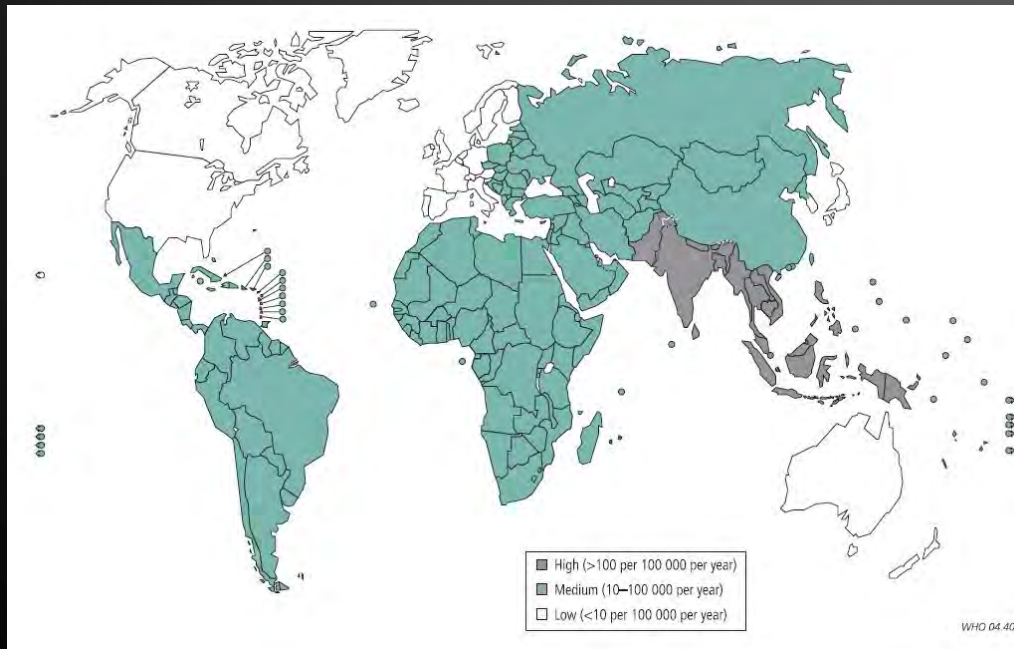 High (>100 per 100 000 per year)
Medium (10–100 000 per year)
Low (<10 per 100 000 per year)
WHO 04.40